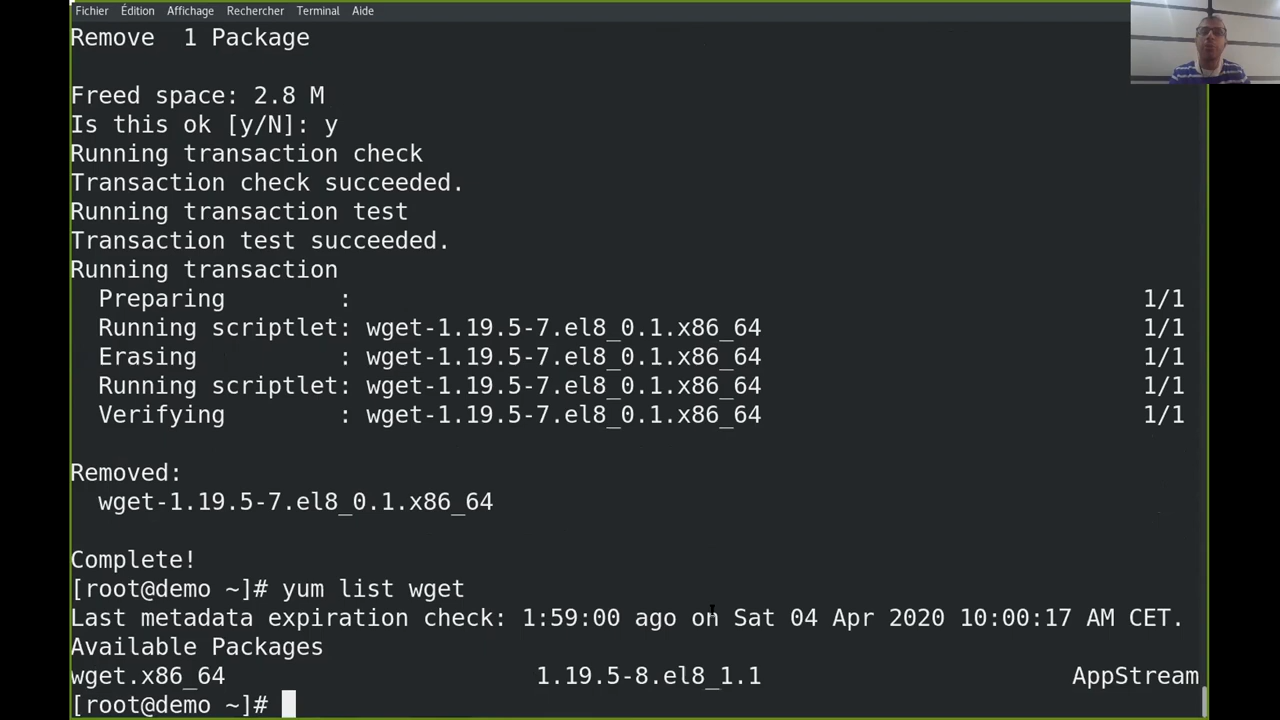 Fichier Édition Affichage Rechercher Terminal Aide
Remove 1 Package
Freed space: 2.8 M
Is this ok [y/N]: y
Running transaction check
Transaction check succeeded.
Running transaction test
Transaction test succeeded.
Running transaction
Preparing : 1/1
Running scriptlet: wget-1.19.5-7.el8_0.1.x86_64 1/1
Erasing : wget-1.19.5-7.el8_0.1.x86_64 1/1
Running scriptlet: wget-1.19.5-7.el8_0.1.x86_64 1/1
Verifying : wget-1.19.5-7.el8_0.1.x86_64 1/1
Removed:
wget-1.19.5-7.el8_0.1.x86_64
Complete!
[root@demo ~]# yum list wget
Last metadata expiration check: 1:59:00 ago on Sat 04 Apr 2020 10:00:17 AM CET.
Available Packages
wget.x86_64 1.19.5-8.el8_1.1 AppStream
[root@demo ~]#